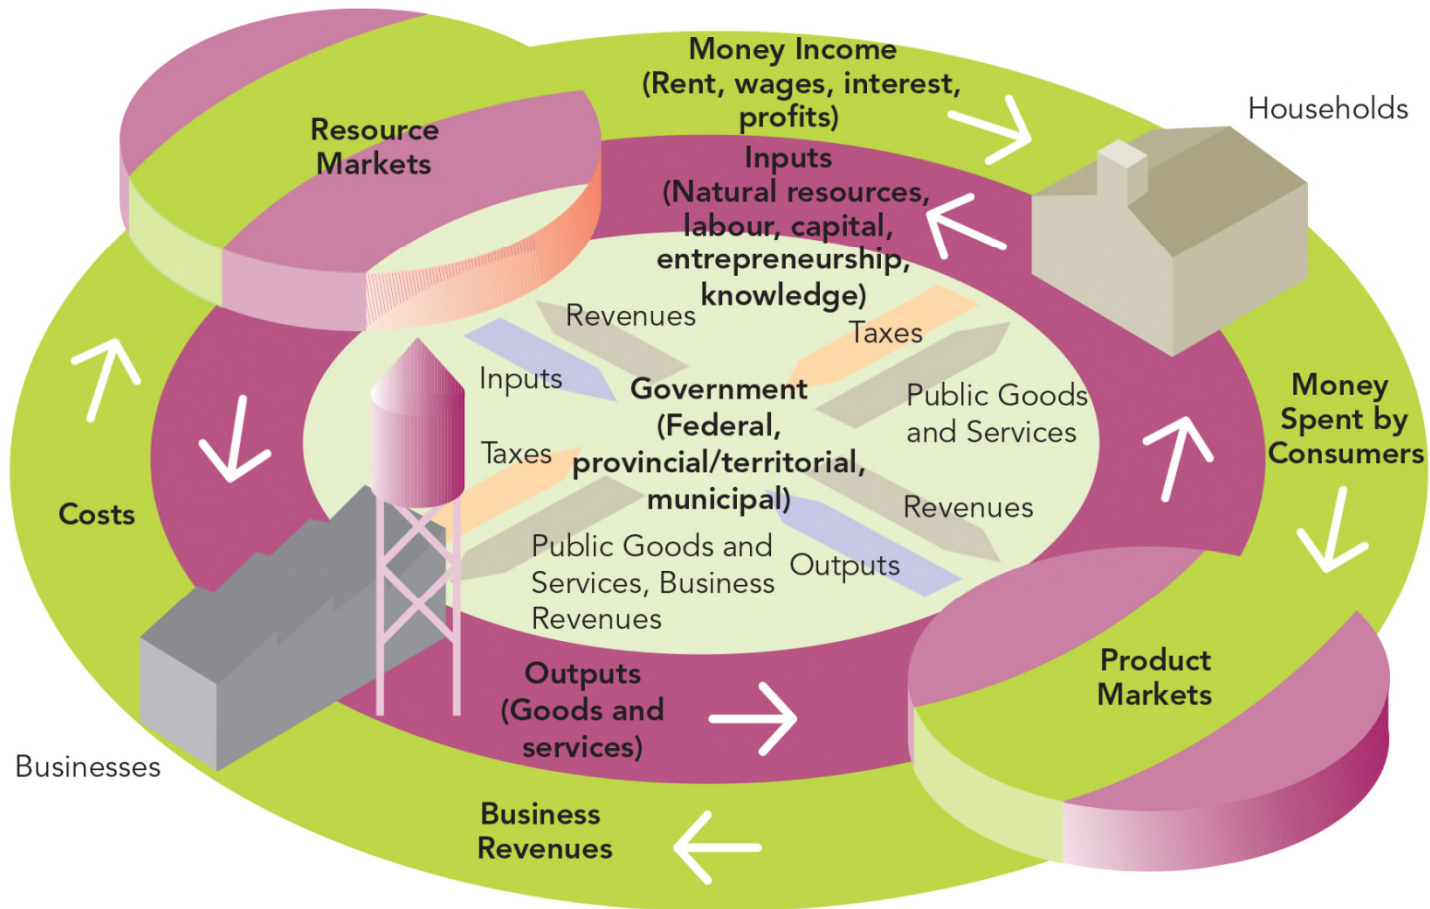 Money Income
(Rent, wages, interest,
profits)
Households
Resource
Markets
Inputs
(Natural resources,
labour, capital,
entrepreneurship,
knowledge)
Revenues
Taxes
Inputs
Government
(Federal,
provincial/territorial,
municipal)
Public Goods
and Services
Money
Spent by
Consumers
Taxes
Costs
Revenues
Public Goods and
Services, Business
Revenues
Outputs
Outputs
(Goods and
services)
Product
Markets
Businesses
Business
Revenues